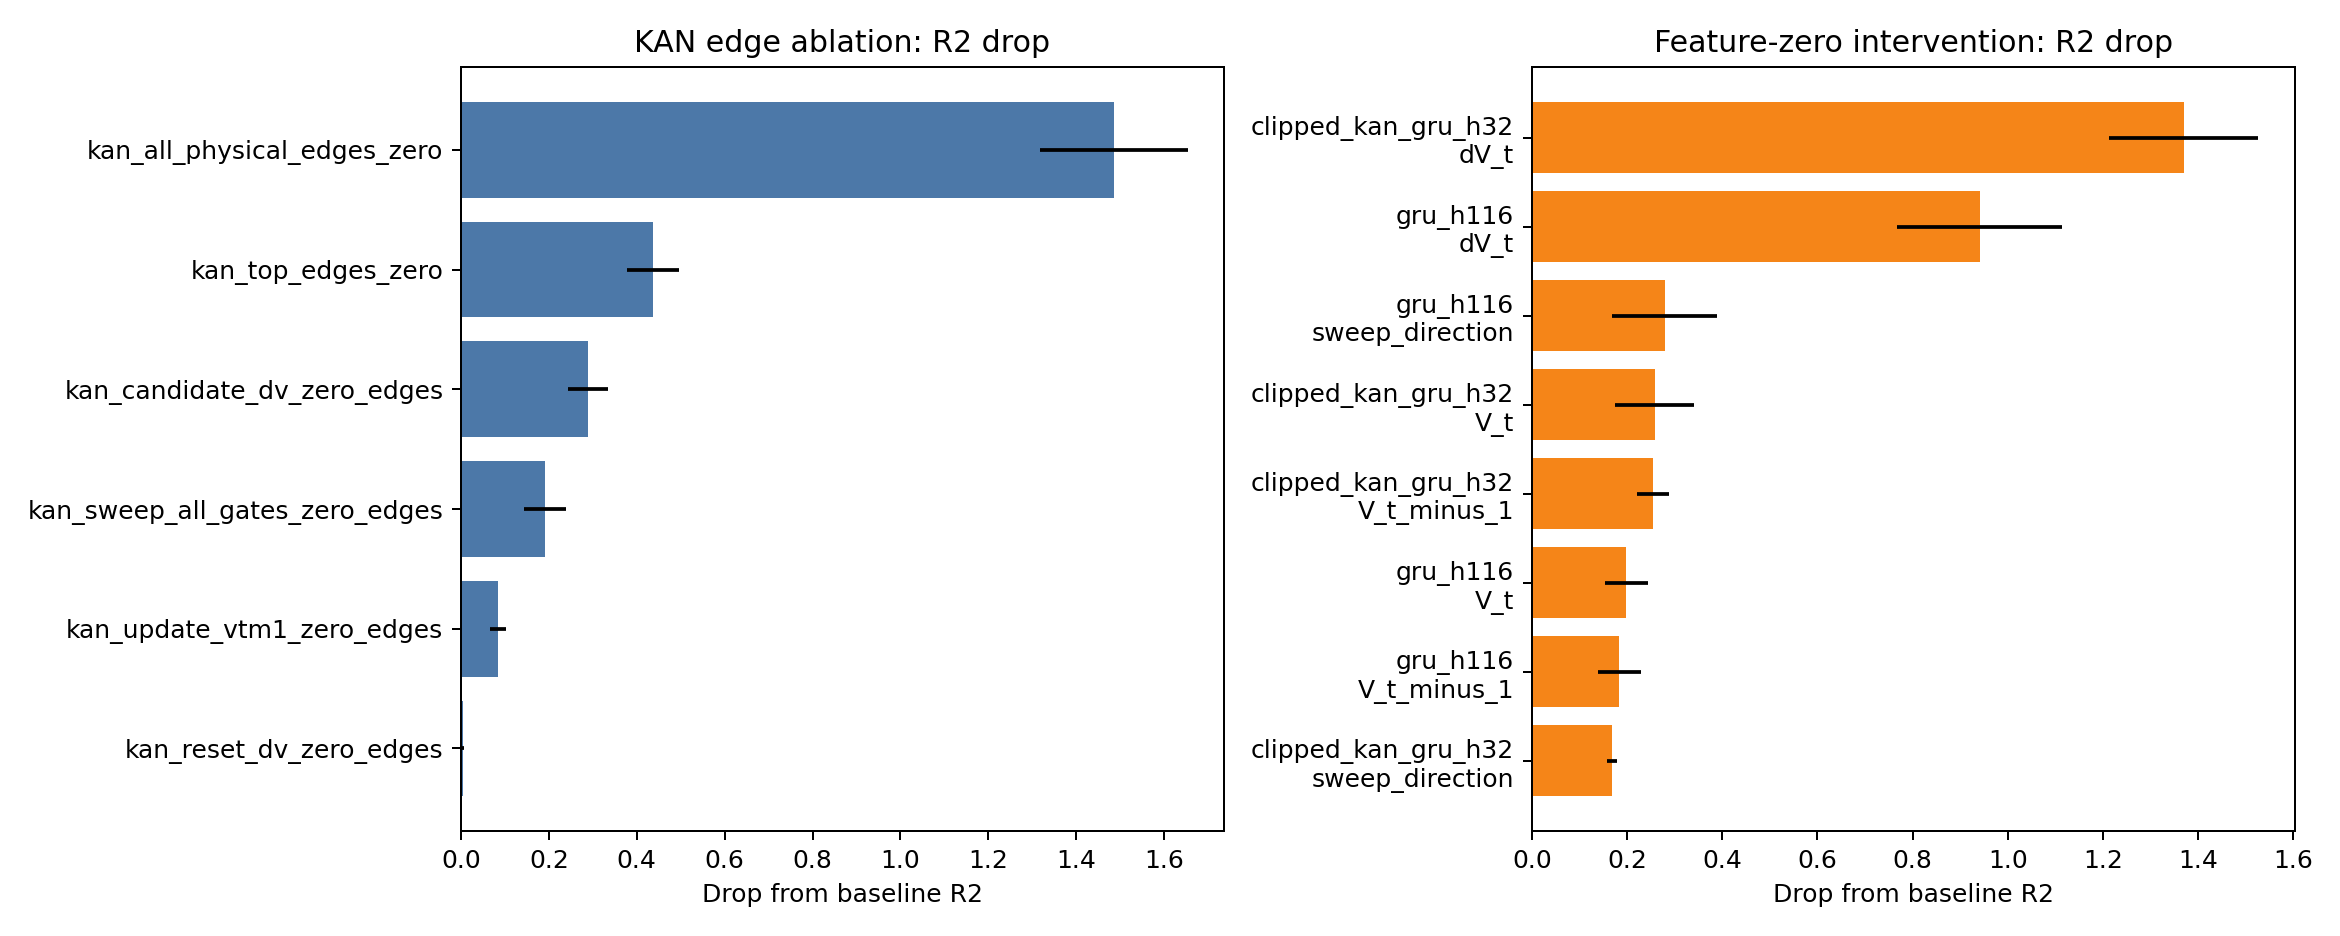 KAN edge ablation: R2 drop
kan_all_physical_edges_zero
kan_top_edges_zero
kan_candidate_dv_zero_edges
kan_sweep_all_gates_zero_edges
kan_update_vtm1_zero_edges
kan_reset_dv_zero_edges
0.0 0.2 0.4 0.6 0.8 1.0 1.2 1.4 1.6
Drop from baseline R2
Feature-zero intervention: R2 drop
clipped_kan_gru_h32
dV_t
gru_h116
dV_t
gru_h116
sweep_direction
clipped_kan_gru_h32
V_t
clipped_kan_gru_h32
V_t_minus_1
gru_h116
V_t
gru_h116
V_t_minus_1
clipped_kan_gru_h32
sweep_direction
0.0 0.2 0.4 0.6 0.8 1.0 1.2 1.4 1.6
Drop from baseline R2